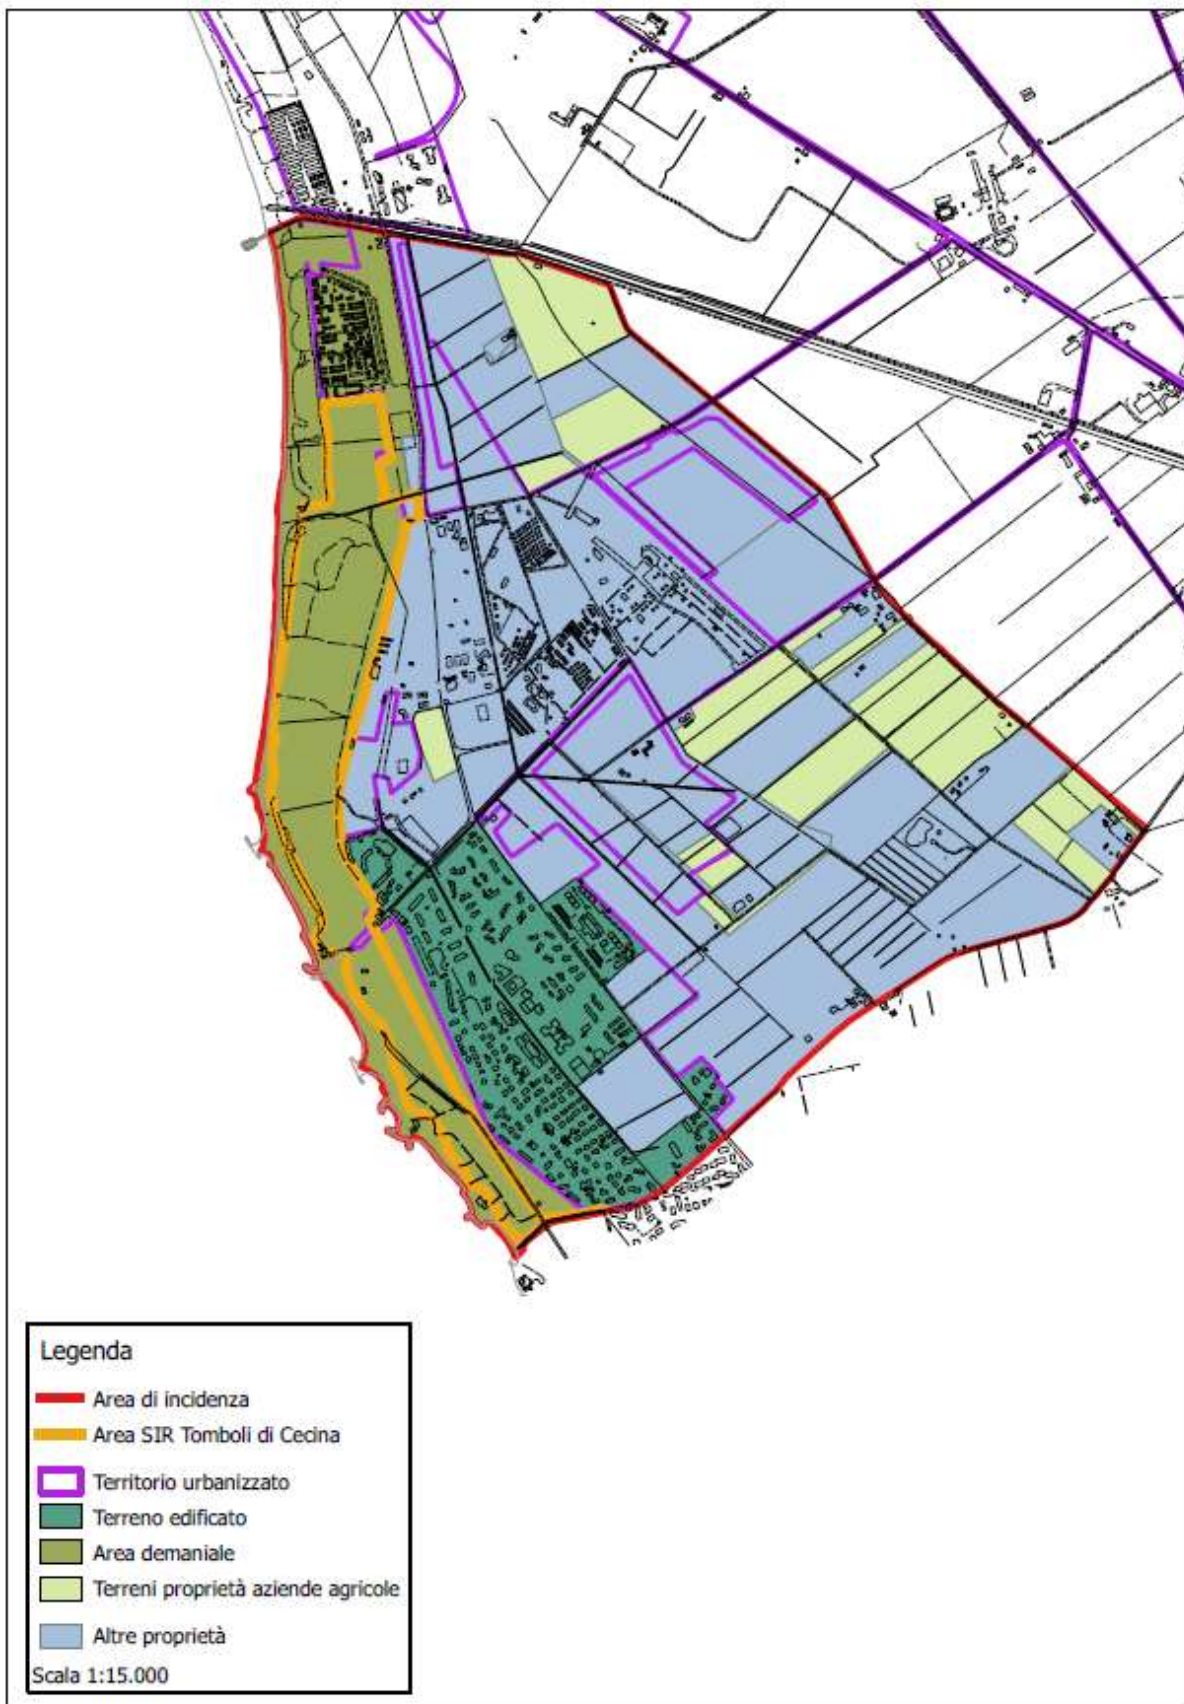 Legenda
Area di incidenza
Area SIR Tomboli di Cecina
Territorio urbanizzato
Terreno edificato
Area demaniale
Terreni proprietà aziende agricole
Altre proprietà
Scala 1:15.000